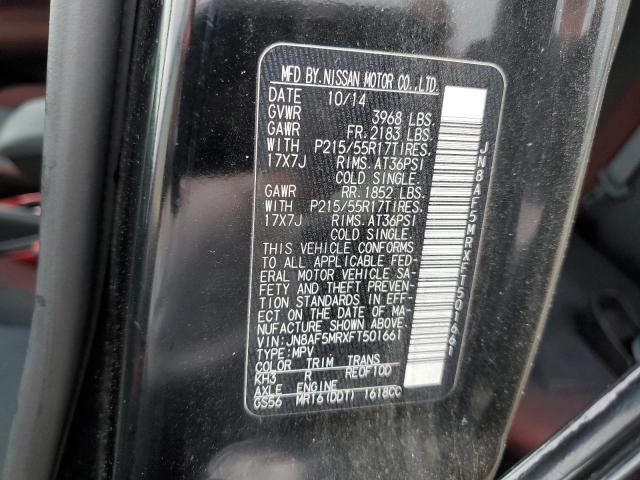 MFD BY.NISSAN MOTOR CO.,LTD.
DATE 10/14
GVWR 3968 LBS.
GAWR FR. 2183 LBS.
WITH P215/55R17TIRES,
17X7J RIMS.AT36PSI
COLD SINGLE.
GAWR RR. 1852 LBS.
WITH P215/55R17TIRES,
17X7J RIMS.AT36PSI
COLD SINGLE.
THIS VEHICLE CONFORMS
TO ALL APPLICABLE FED-
ERAL MOTOR VEHICLE SA-
FETY AND THEFT PREVEN-
TION STANDARDS IN EFF-
ECT ON THE DATE OF MA-
NUFACTURE SHOWN ABOVE.
VIN:JN8AF5MRXFT501661
TYPE:MPV
COLOR TRIM TRANS
KH3 R RE0F10D
AXLE ENGINE
GS56 MR16(DDT) 1618CC
JN8AF5MRXFT501661